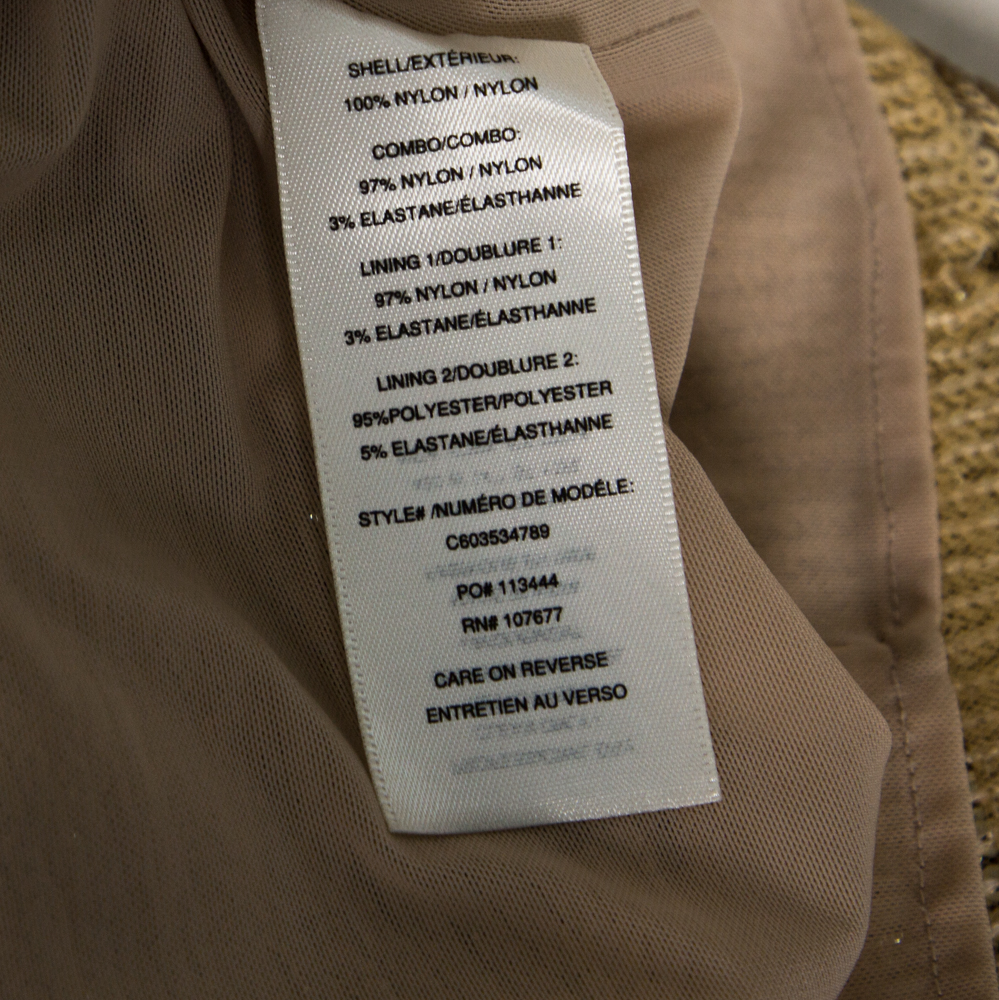 SHELL/EXTÉRIEUR:
100% NYLON / NYLON
COMBO/COMBO:
97% NYLON / NYLON
3% ELASTANE/ÉLASTHANNE
LINING 1/DOUBLURE 1:
97% NYLON / NYLON
3% ELASTANE/ÉLASTHANNE
LINING 2/DOUBLURE 2:
95%POLYESTER/POLYESTER
5% ELASTANE/ÉLASTHANNE
STYLE# /NUMÉRO DE MODÉLE:
C603534789
PO# 113444
RN# 107677
CARE ON REVERSE
ENTRETIEN AU VERSO